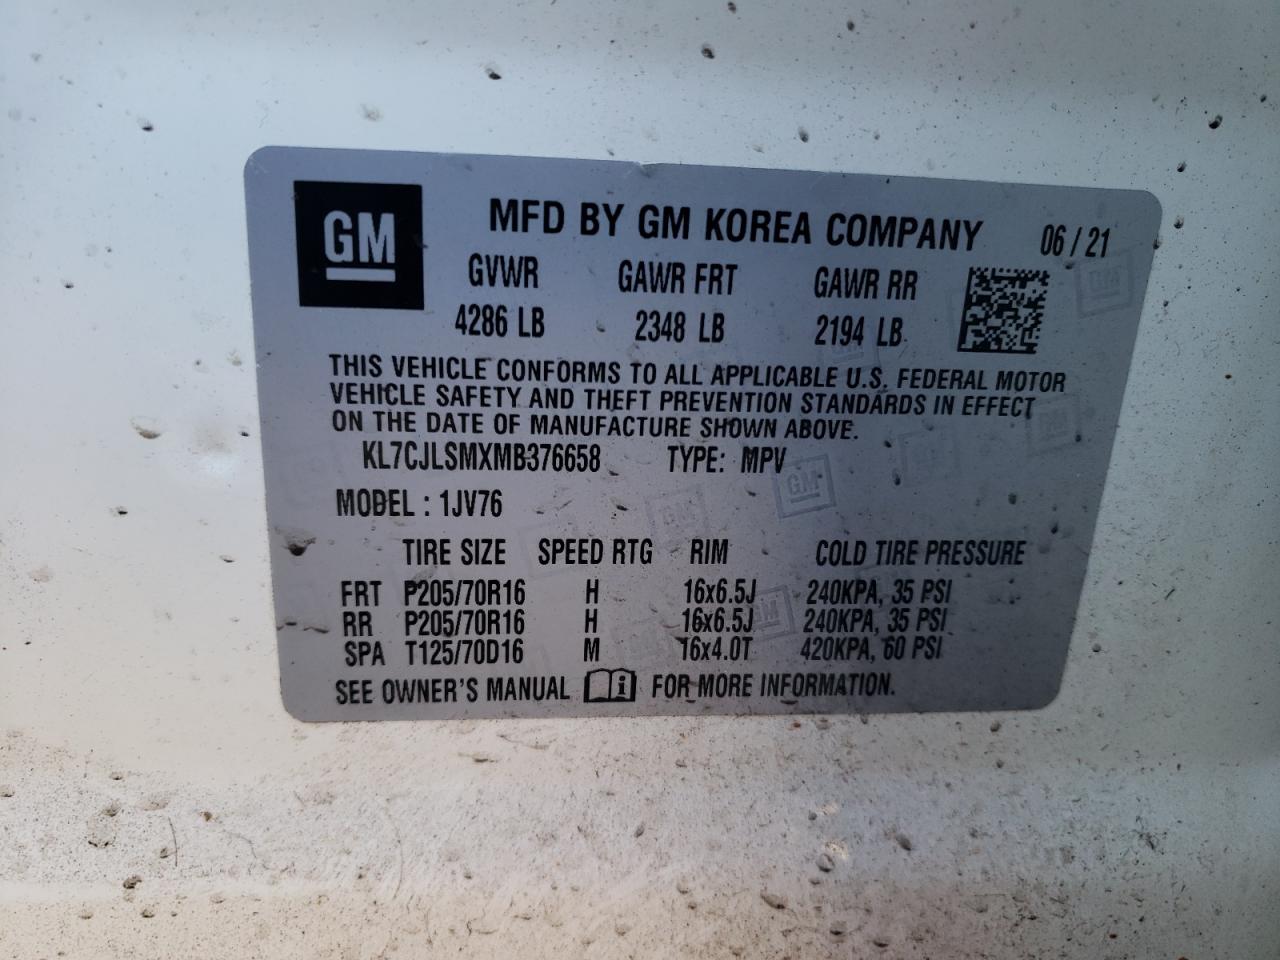 GM
MFD BY GM KOREA COMPANY 06 / 21
GVWR GAWR FRT GAWR RR
4286 LB 2348 LB 2194 LB
THIS VEHICLE CONFORMS TO ALL APPLICABLE U.S. FEDERAL MOTOR
VEHICLE SAFETY AND THEFT PREVENTION STANDARDS IN EFFECT
ON THE DATE OF MANUFACTURE SHOWN ABOVE.
KL7CJLSMXMB376658 TYPE: MPV
MODEL : 1JV76
TIRE SIZE SPEED RTG RIM COLD TIRE PRESSURE
FRT P205/70R16 H 16x6.5J 240KPA, 35 PSI
RR P205/70R16 H 16x6.5J 240KPA, 35 PSI
SPA T125/70D16 M 16x4.0T 420KPA, 60 PSI
SEE OWNER'S MANUAL i FOR MORE INFORMATION.